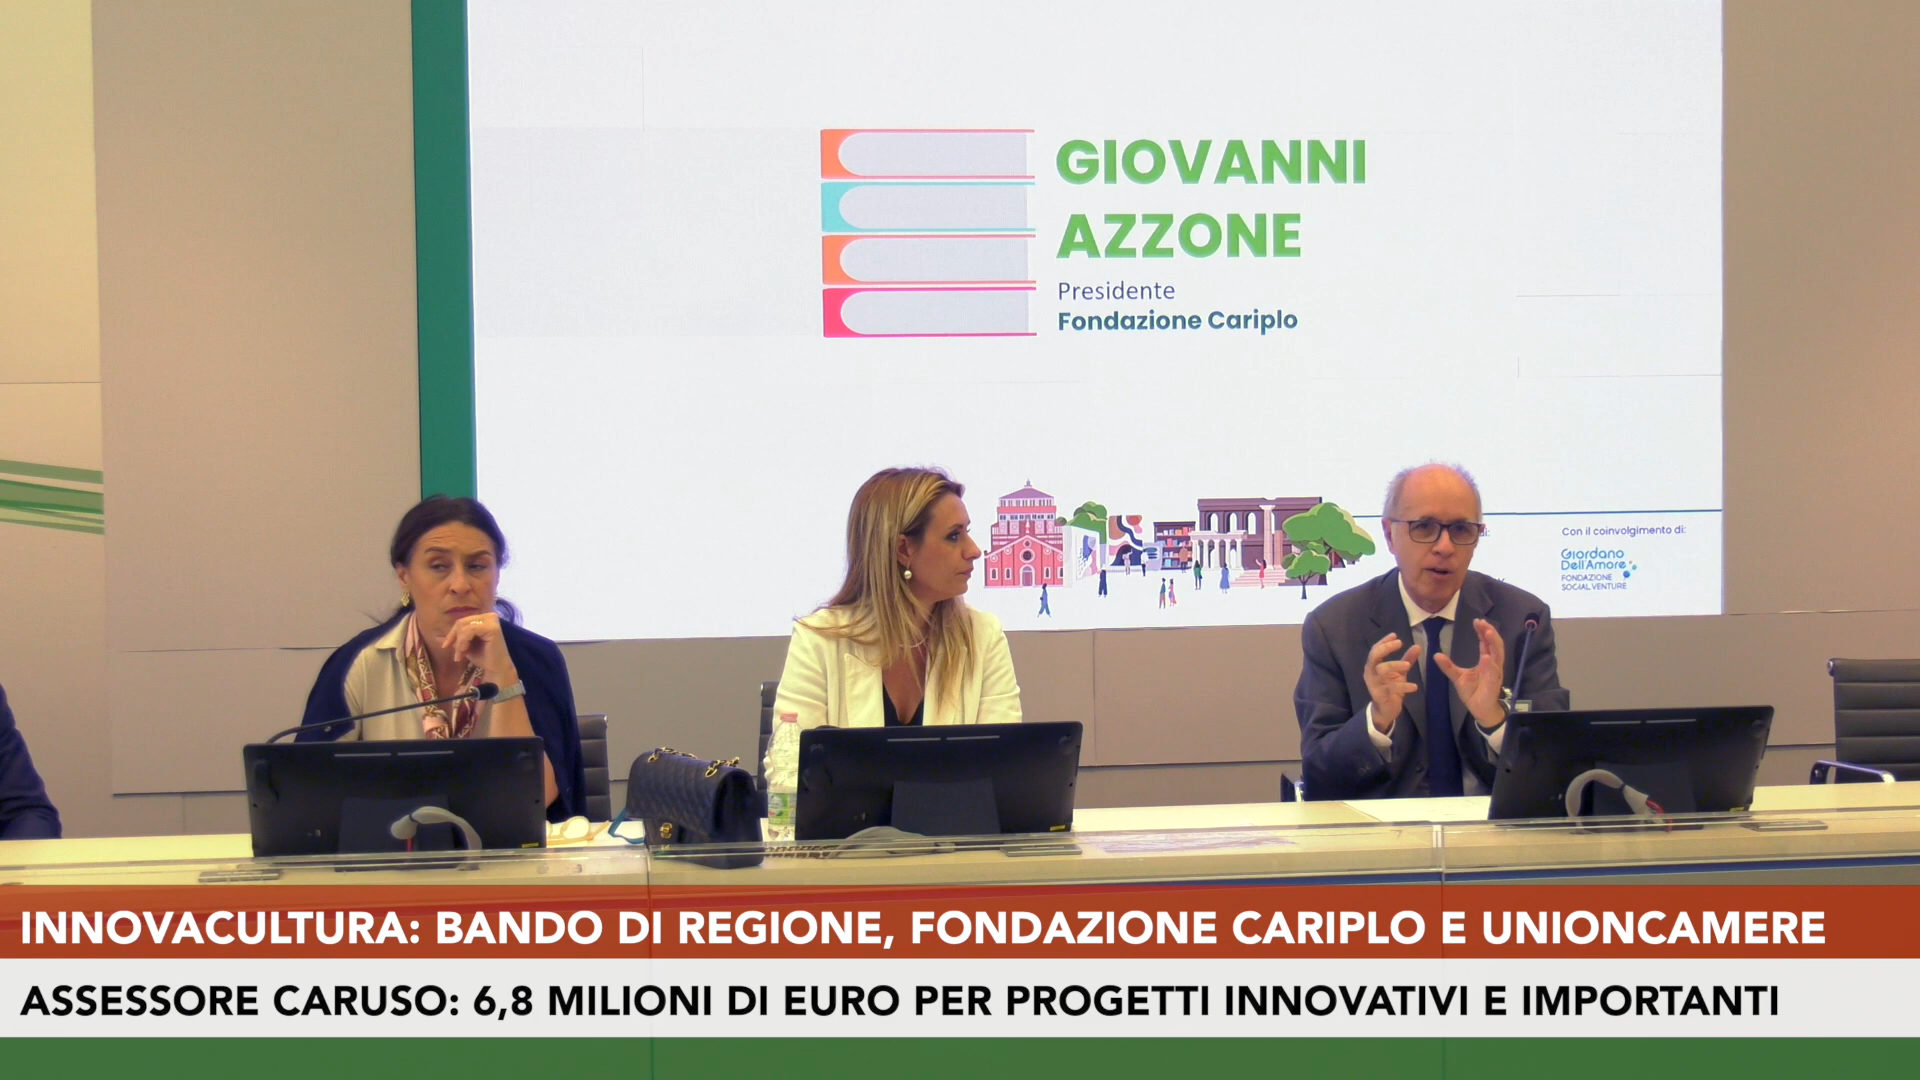 GIOVANNI
AZZONE
Presidente
Fondazione Cariplo
Con il coinvolgimento di:
Giordano
Dell'Amore
FONDAZIONE
SOCIAL VENTURE
INNOVACULTURA: BANDO DI REGIONE, FONDAZIONE CARIPLO E UNIONCAMERE
ASSESSORE CARUSO: 6,8 MILIONI DI EURO PER PROGETTI INNOVATIVI E IMPORTANTI